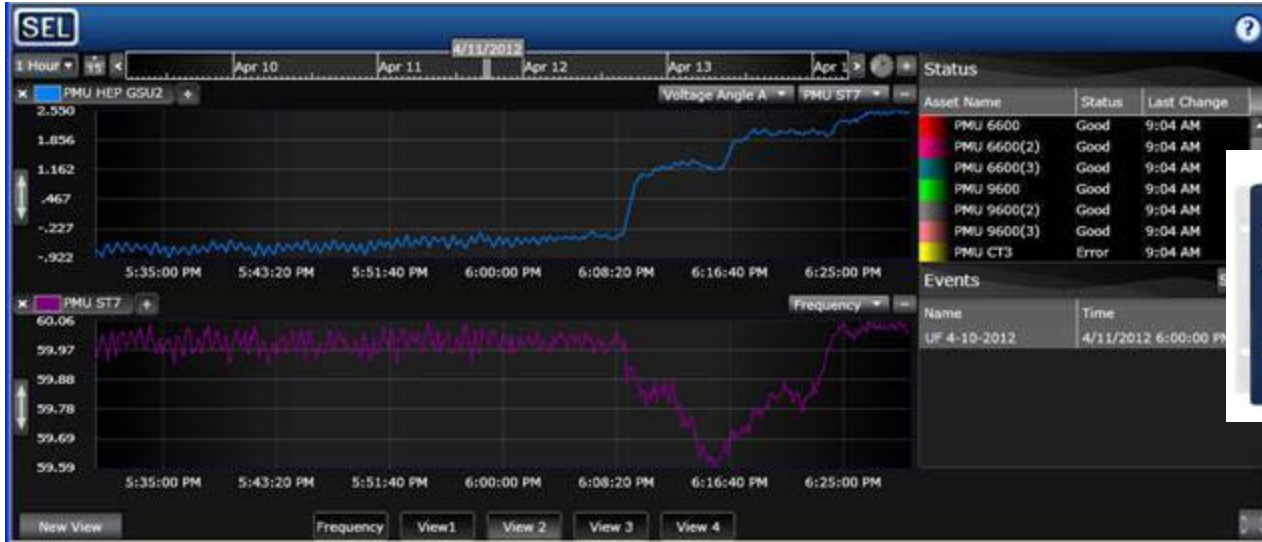 SEL
?
4/11/2012
1 Hour
15
Apr 10
Apr 11
Apr 12
Apr 13
Apr 1
PMU HEP GSU2 +
Voltage Angle A
PMU ST7
2.550
1.856
1.162
.467
-.227
-.922
5:35:00 PM 5:43:20 PM 5:51:40 PM 6:00:00 PM 6:08:20 PM 6:16:40 PM 6:25:00 PM
PMU ST7 +
Frequency
60.06
59.97
59.88
59.78
59.69
59.59
5:35:00 PM 5:43:20 PM 5:51:40 PM 6:00:00 PM 6:08:20 PM 6:16:40 PM 6:25:00 PM
New View
Frequency View1 View 2 View 3 View 4
Status
Asset Name Status Last Change
PMU 6600 Good 9:04 AM
PMU 6600(2) Good 9:04 AM
PMU 6600(3) Good 9:04 AM
PMU 9600 Good 9:04 AM
PMU 9600(2) Good 9:04 AM
PMU 9600(3) Good 9:04 AM
PMU CT3 Error 9:04 AM
Events
Name Time
UF 4-10-2012 4/11/2012 6:00:00 PM